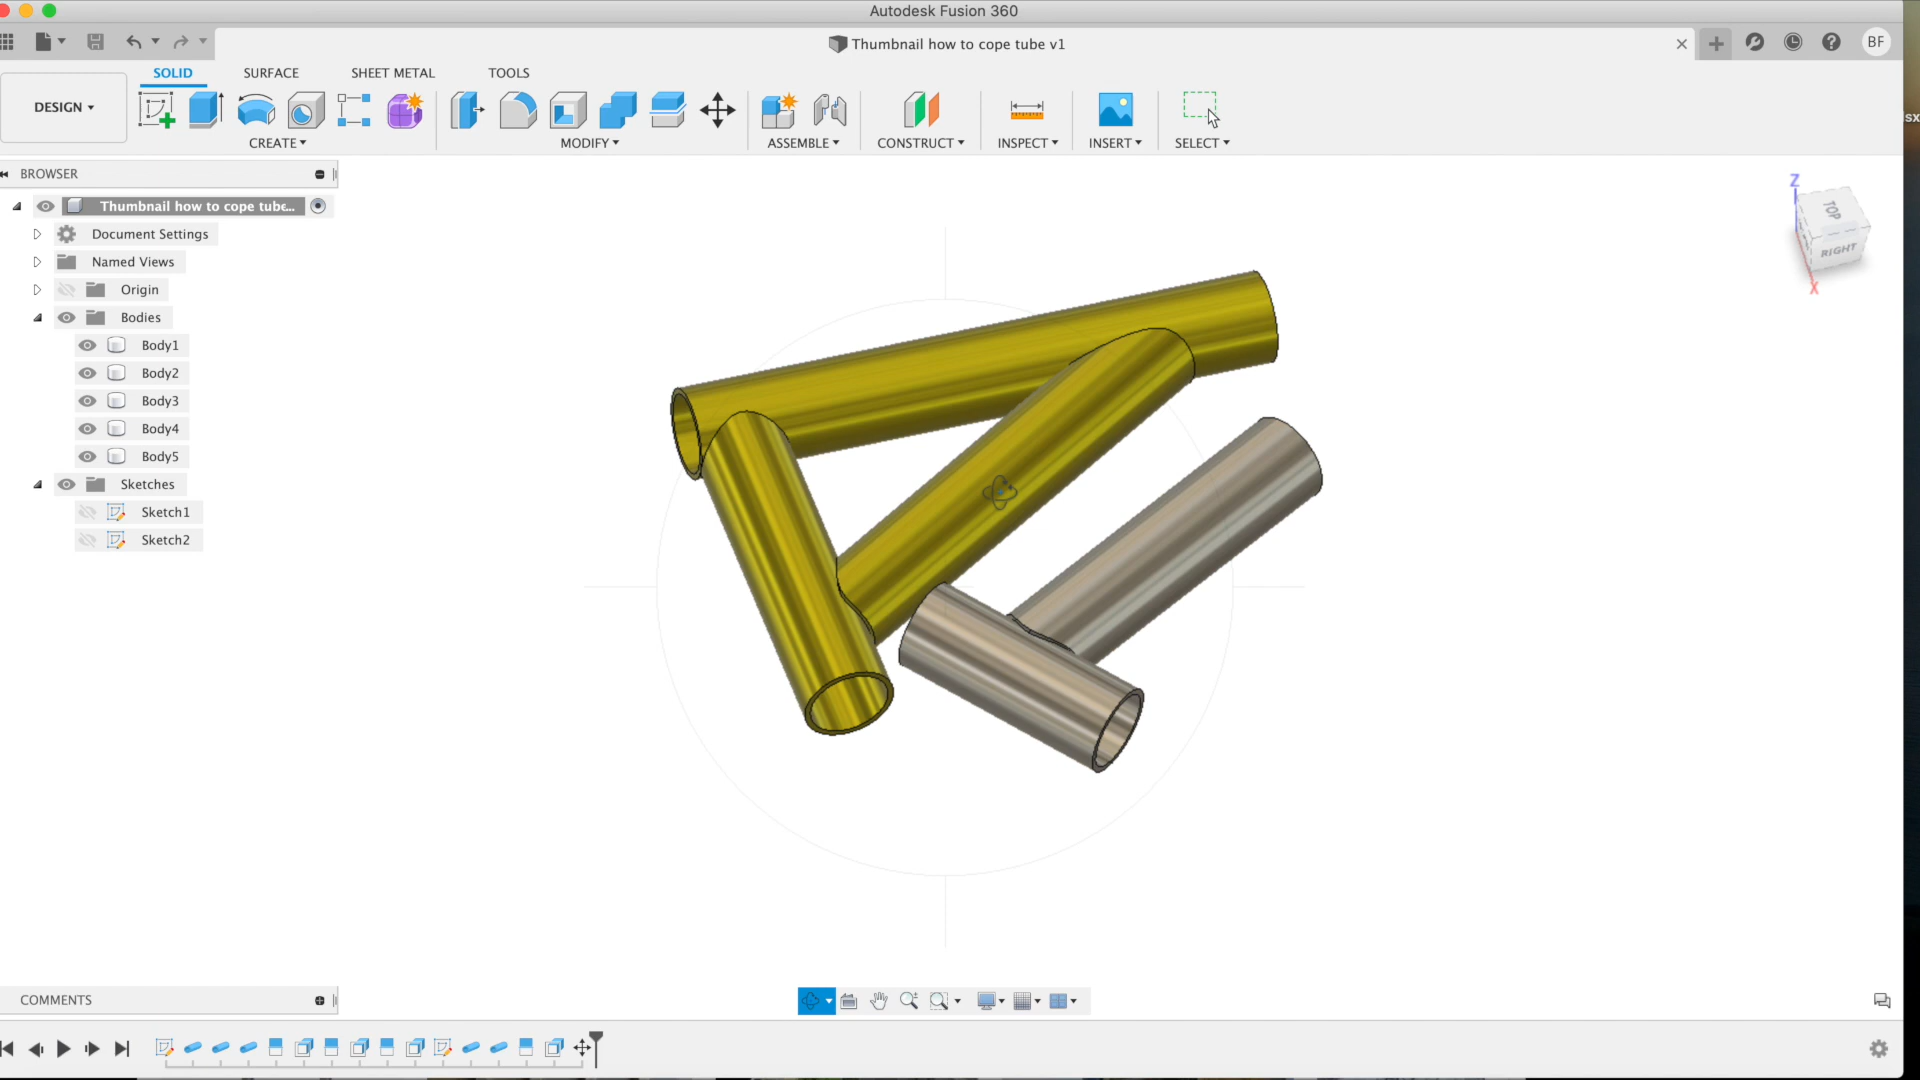 Autodesk Fusion 360
Thumbnail how to cope tube v1
BF
SOLID SURFACE SHEET METAL TOOLS
DESIGN
CREATE MODIFY ASSEMBLE CONSTRUCT INSPECT INSERT SELECT
sx
BROWSER
Thumbnail how to cope tube...
Document Settings
Named Views
Origin
Bodies
Body1
Body2
Body3
Body4
Body5
Sketches
Sketch1
Sketch2
Z
TOP
RIGHT
X
COMMENTS